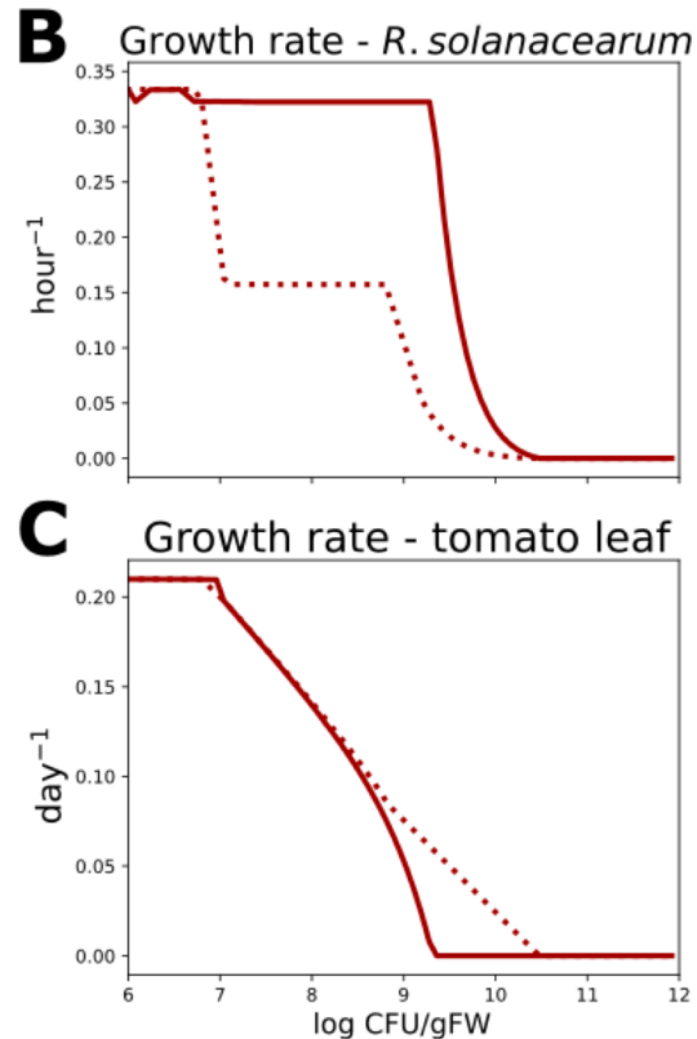 B
Growth rate - R. solanacearum
0.35
0.30
0.25
0.20
0.15
0.10
0.05
0.00
hour⁻¹
C
Growth rate - tomato leaf
0.20
0.15
0.10
0.05
0.00
day⁻¹
6 7 8 9 10 11 12
log CFU/gFW